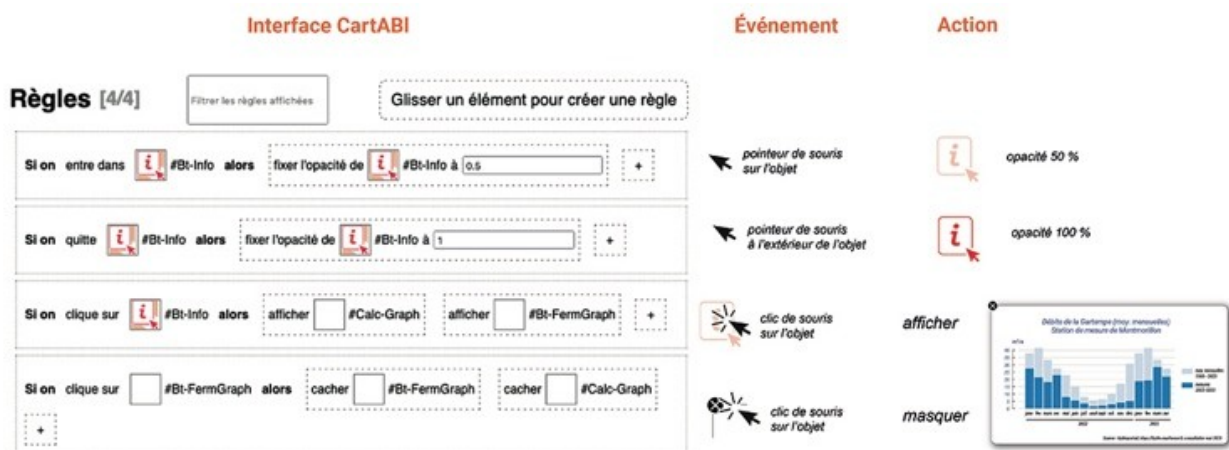 Interface CartABI
Événement
Action
Règles [4/4]
Filtrer les règles affichées
Glisser un élément pour créer une règle
Si on entre dans #Bt-Info alors fixer l'opacité de #Bt-Info à 0.5 +
pointeur de souris
sur l'objet
opacité 50 %
Si on quitte #Bt-Info alors fixer l'opacité de #Bt-Info à 1 +
pointeur de souris
à l'extérieur de l'objet
opacité 100 %
Si on clique sur #Bt-Info alors afficher #Calc-Graph afficher #Bt-FermGraph +
clic de souris
sur l'objet
afficher
Si on clique sur #Bt-FermGraph alors cacher #Bt-FermGraph cacher #Calc-Graph
+
clic de souris
sur l'objet
masquer
Débits de la Gartempe (moy. mensuelles)
Station de mesure de Montmorillon
m³/s
2022
2023